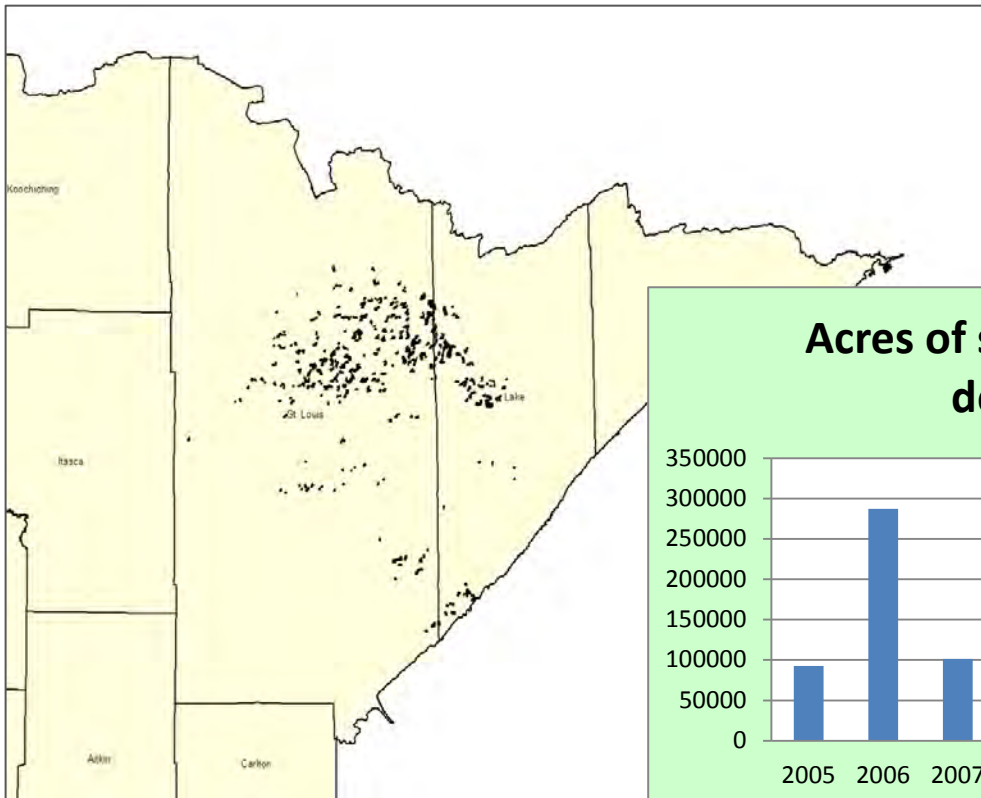 Koochiching
St. Louis
Lake
Itasca
Aitkin
Carlton
Acres of s
de
350000
300000
250000
200000
150000
100000
50000
0
2005 2006 2007